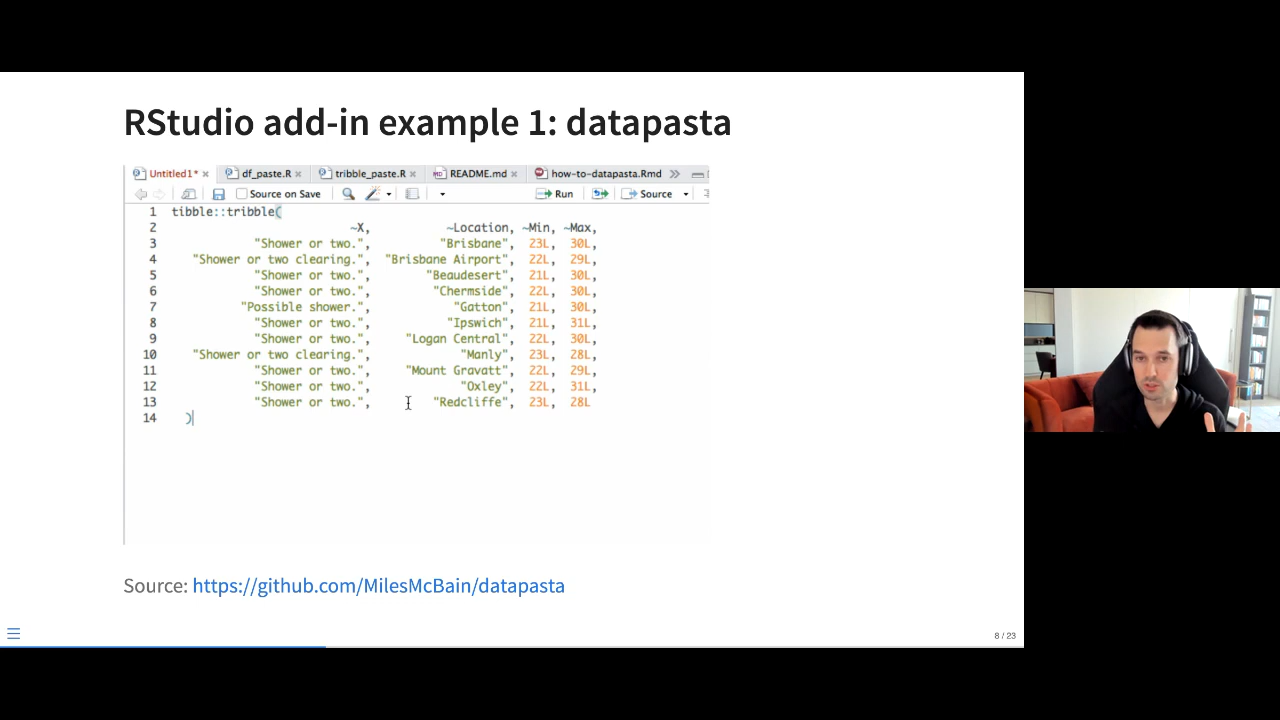 RStudio add-in example 1: datapasta
Untitled1* df_paste.R tribble_paste.R README.md how-to-datapasta.Rmd
Source on Save Run Source
1 tibble::tribble(
2 ~X, ~Location, ~Min, ~Max,
3 "Shower or two.", "Brisbane", 23L, 30L,
4 "Shower or two clearing.", "Brisbane Airport", 22L, 29L,
5 "Shower or two.", "Beaudesert", 21L, 30L,
6 "Shower or two.", "Chermside", 22L, 30L,
7 "Possible shower.", "Gatton", 21L, 30L,
8 "Shower or two.", "Ipswich", 21L, 31L,
9 "Shower or two.", "Logan Central", 22L, 30L,
10 "Shower or two clearing.", "Manly", 23L, 28L,
11 "Shower or two.", "Mount Gravatt", 22L, 29L,
12 "Shower or two.", "Oxley", 22L, 31L,
13 "Shower or two.", "Redcliffe", 23L, 28L
14 )
Source: https://github.com/MilesMcBain/datapasta
8 / 23